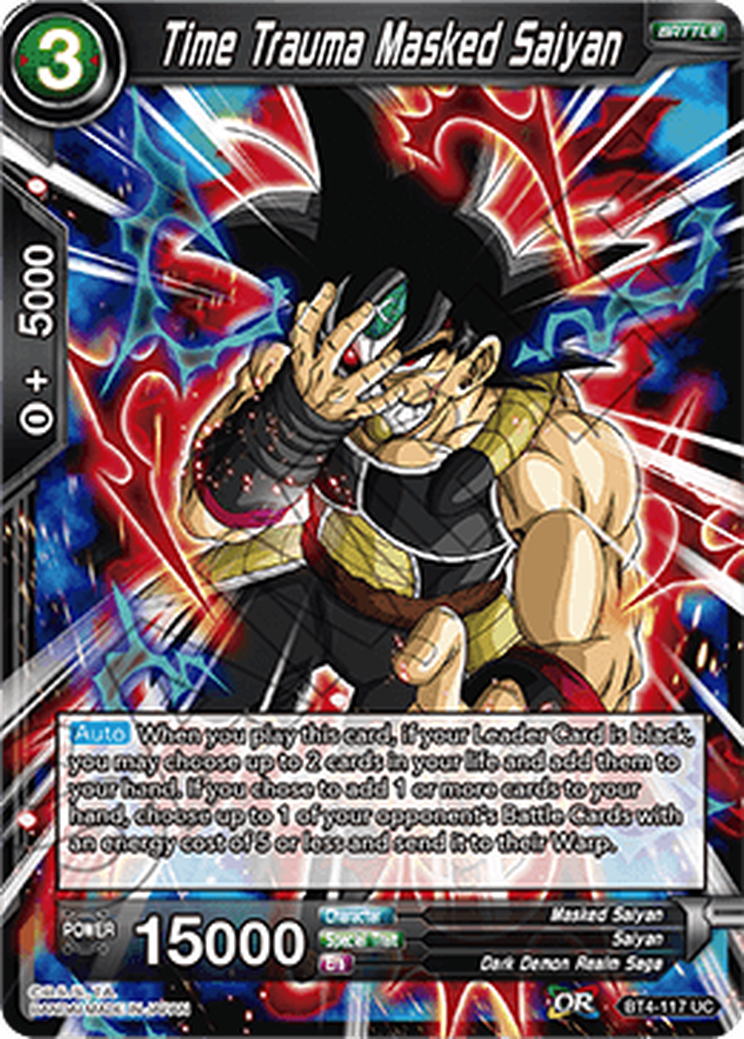 3
Time Trauma Masked Saiyan
BATTLE
0 + 5000
Auto When you play this card, if your Leader Card is black,
you may choose up to 2 cards in your life and add them to
your hand. If you chose to add 1 or more cards to your
hand, choose up to 1 of your opponent's Battle Cards with
an energy cost of 5 or less and send it to their Warp.
POWER 15000
Character Masked Saiyan
Special Trait Saiyan
Era Dark Demon Realm Saga
BANDAI MADE IN JAPAN
BT4-117 UC